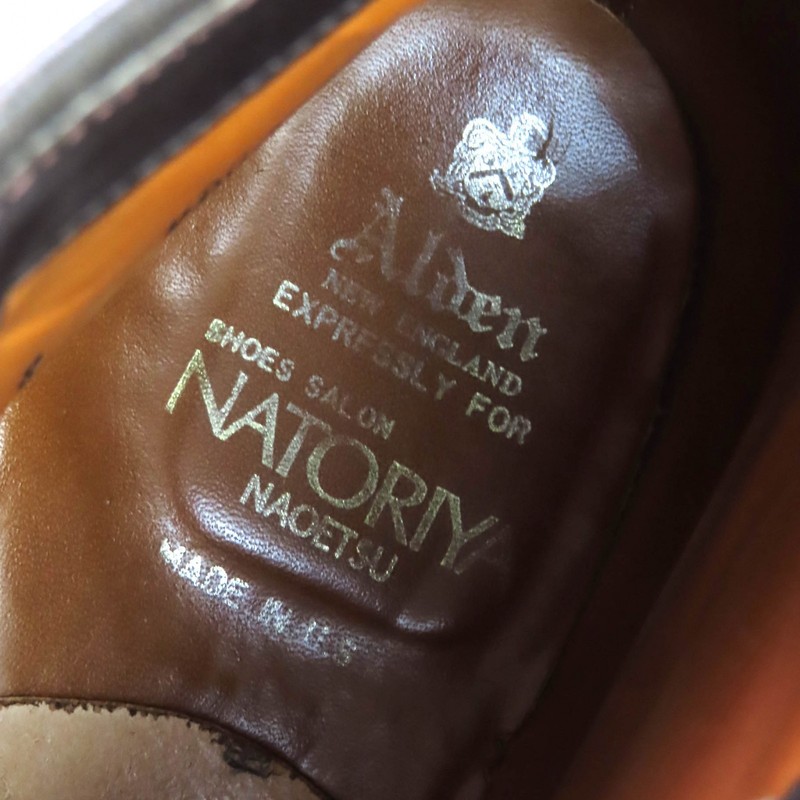 Alden
NEW ENGLAND
EXPRESSLY FOR
SHOES SALON
NATORIYA
NAOETSU
MADE IN